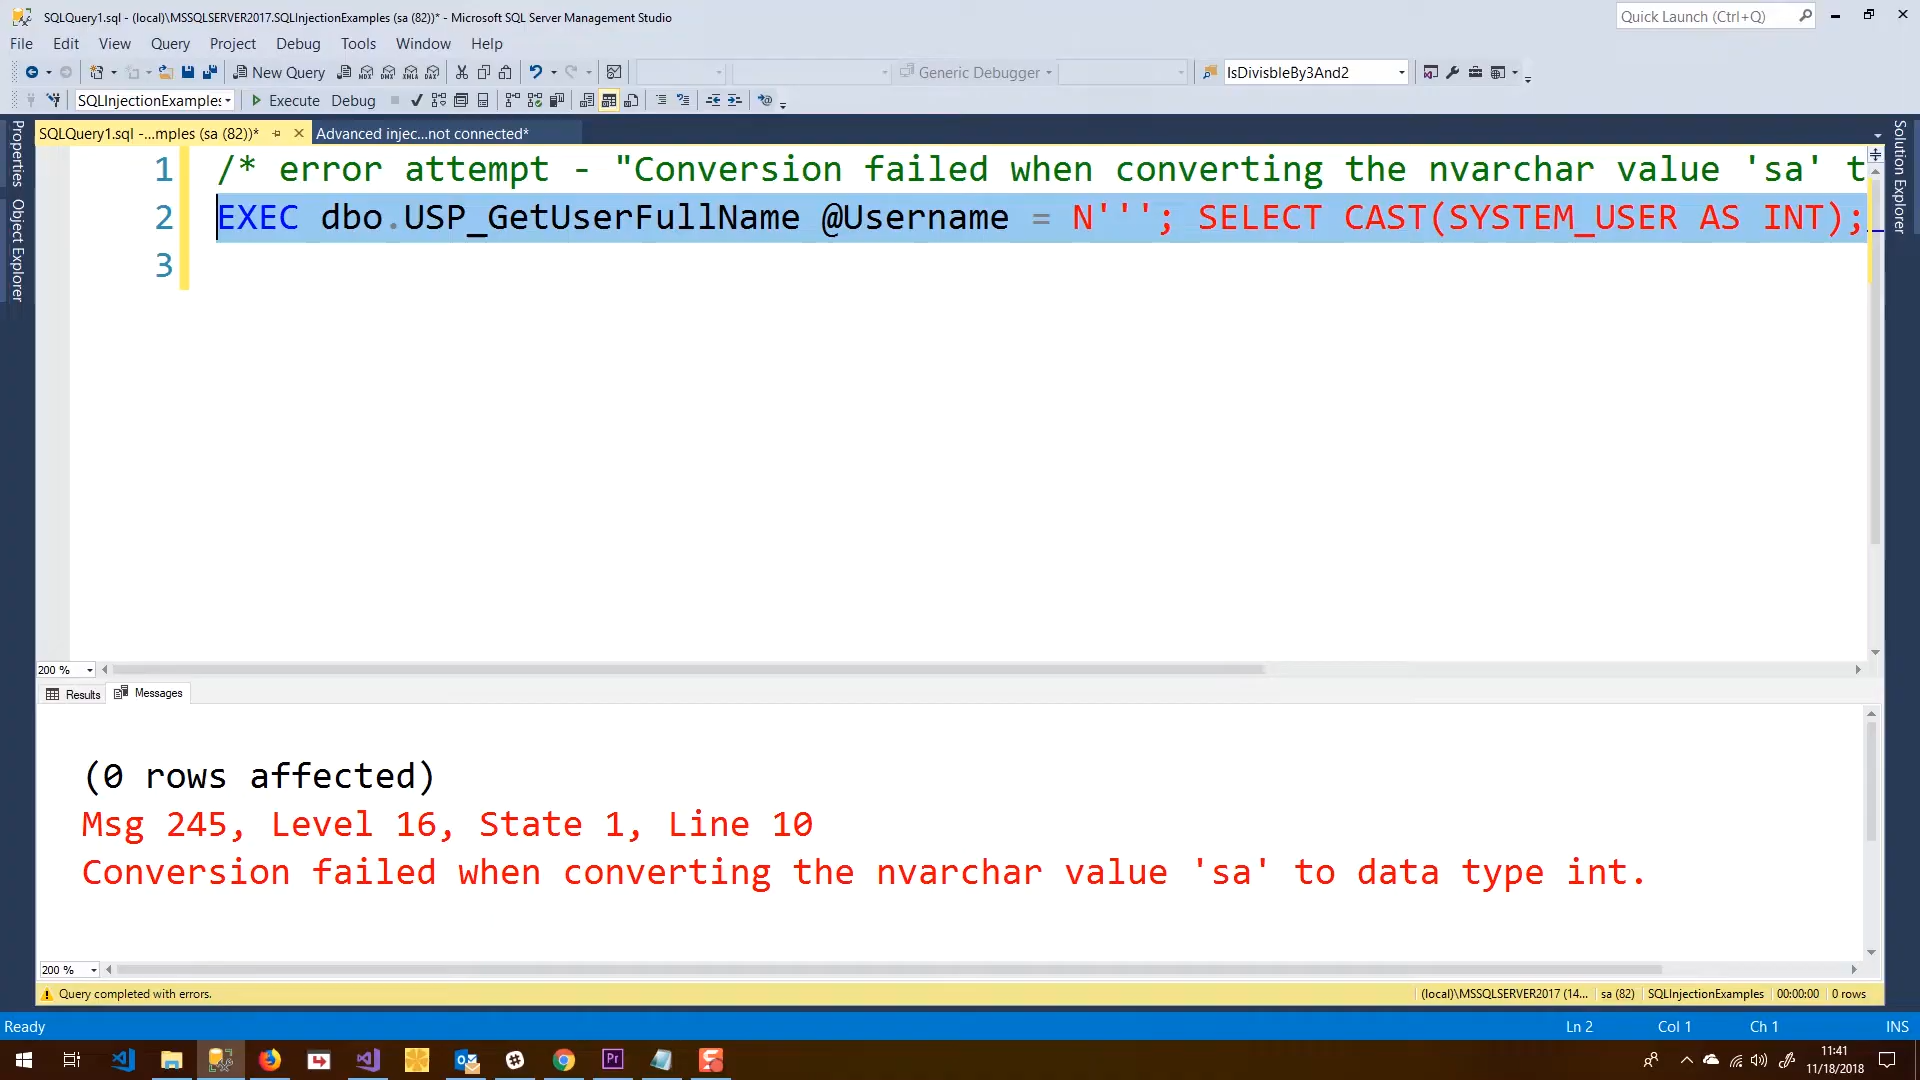 SQLQuery1.sql - (local)\MSSQLSERVER2017.SQLInjectionExamples (sa (82))* - Microsoft SQL Server Management Studio
Quick Launch (Ctrl+Q)
File Edit View Query Project Debug Tools Window Help
New Query
MDX DMX XMLA DAX
Generic Debugger
IsDivisbleBy3And2
SQLInjectionExamples
Execute Debug
SQLQuery1.sql -...mples (sa (82))*
Advanced injec...not connected*
Properties
Object Explorer
Solution Explorer
1 /* error attempt - "Conversion failed when converting the nvarchar value 'sa' t
2 EXEC dbo.USP_GetUserFullName @Username = N'''; SELECT CAST(SYSTEM_USER AS INT);
3
200 %
Results Messages
(0 rows affected)
Msg 245, Level 16, State 1, Line 10
Conversion failed when converting the nvarchar value 'sa' to data type int.
200 %
Query completed with errors.
(local)\MSSQLSERVER2017 (14... sa (82) SQLInjectionExamples 00:00:00 0 rows
Ready
Ln 2 Col 1 Ch 1 INS
Pr
11:41
11/18/2018